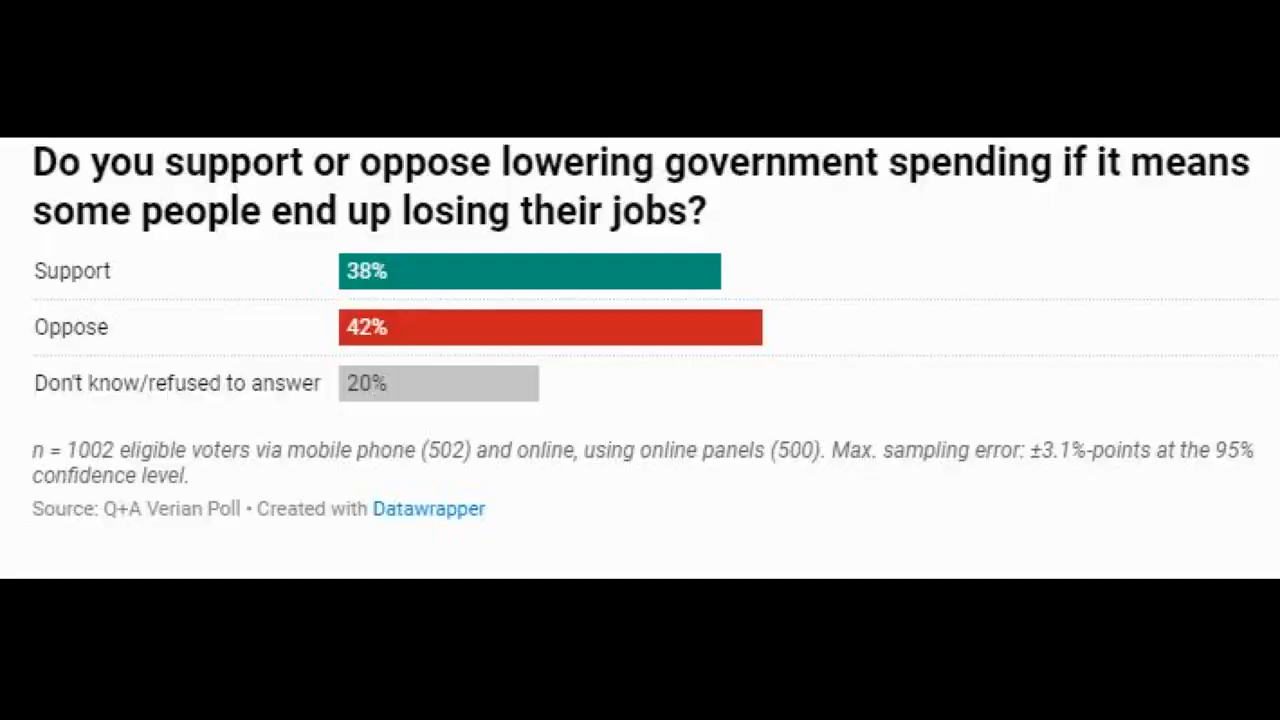 Do you support or oppose lowering government spending if it means
some people end up losing their jobs?
Support 38%
Oppose 42%
Don't know/refused to answer 20%
n = 1002 eligible voters via mobile phone (502) and online, using online panels (500). Max. sampling error: ±3.1%-points at the 95%
confidence level.
Source: Q+A Verian Poll • Created with Datawrapper